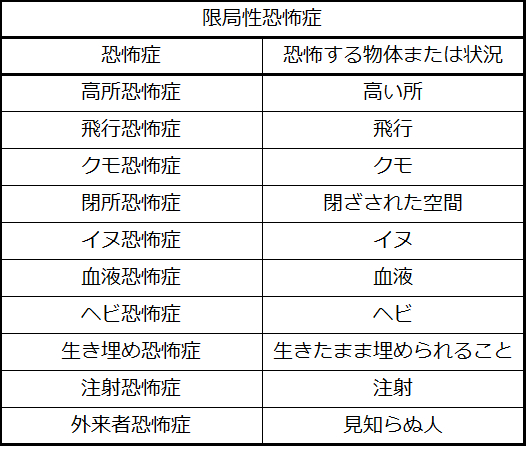 限局性恐怖症
恐怖症 恐怖する物体または状況
高所恐怖症 高い所
飛行恐怖症 飛行
クモ恐怖症 クモ
閉所恐怖症 閉ざされた空間
イヌ恐怖症 イヌ
血液恐怖症 血液
ヘビ恐怖症 ヘビ
生き埋め恐怖症 生きたまま埋められること
注射恐怖症 注射
外来者恐怖症 見知らぬ人